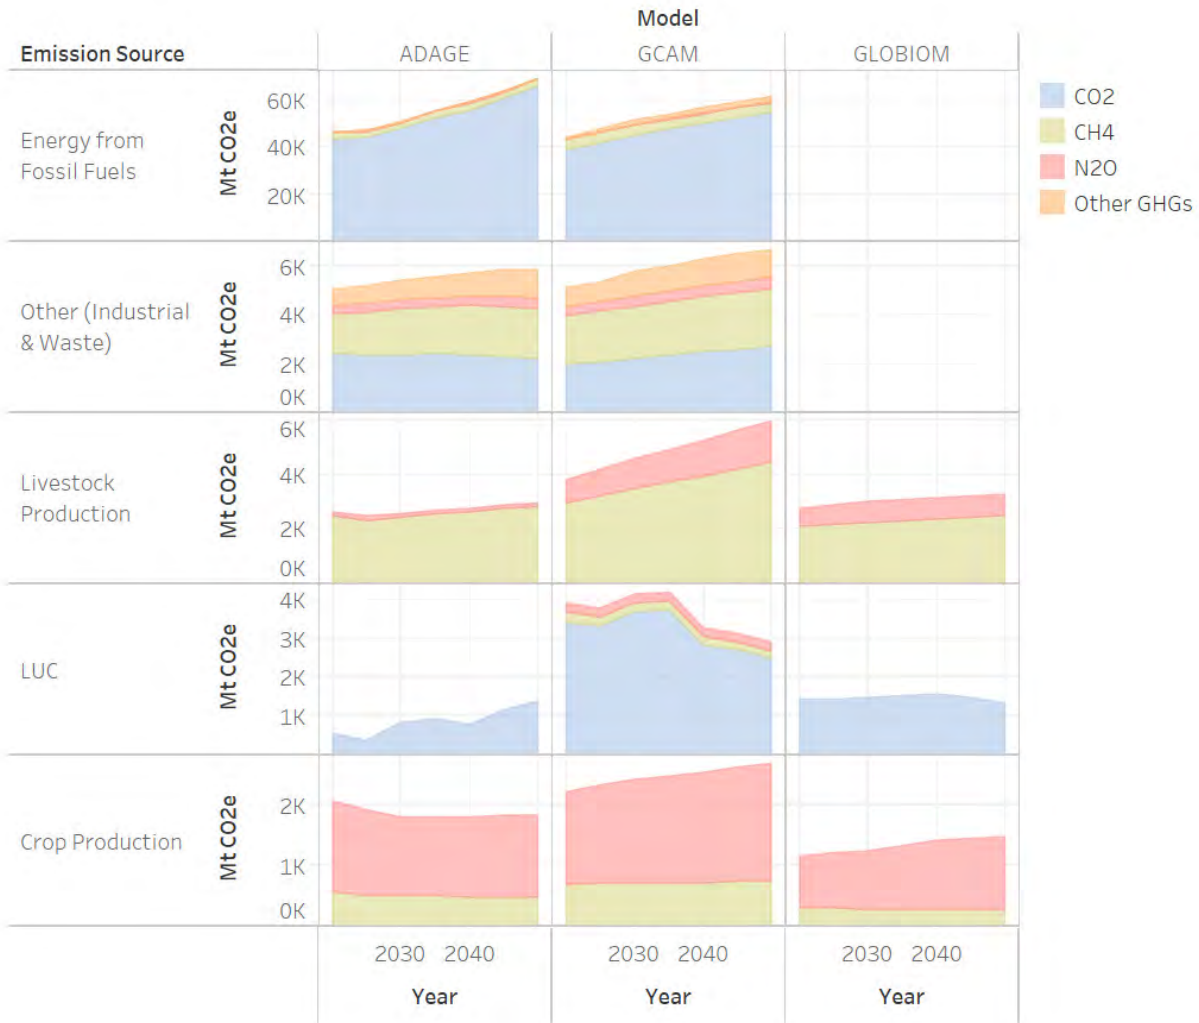 Model
Emission Source
ADAGE
GCAM
GLOBIOM
CO2
CH4
N2O
Other GHGs
Energy from
Fossil Fuels
Mt CO2e
60K
40K
20K
Other (Industrial
& Waste)
Mt CO2e
6K
4K
2K
0K
Livestock
Production
Mt CO2e
6K
4K
2K
0K
LUC
Mt CO2e
4K
3K
2K
1K
Crop Production
Mt CO2e
2K
1K
0K
2030 2040
2030 2040
2030 2040
Year
Year
Year